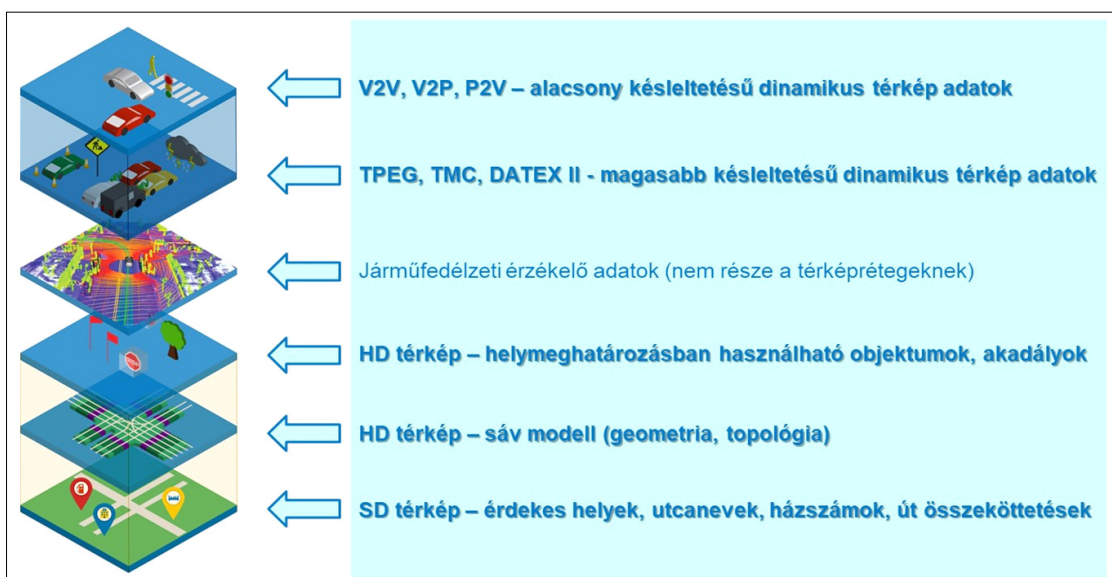 V2V, V2P, P2V – alacsony késleltetésű dinamikus térkép adatok
TPEG, TMC, DATEX II - magasabb késleltetésű dinamikus térkép adatok
Járműfedélzeti érzékelő adatok (nem része a térképrétegeknek)
HD térkép – helymeghatározásban használható objektumok, akadályok
STOP
HD térkép – sáv modell (geometria, topológia)
SD térkép – érdekes helyek, utcanevek, házszámok, út összeköttetések